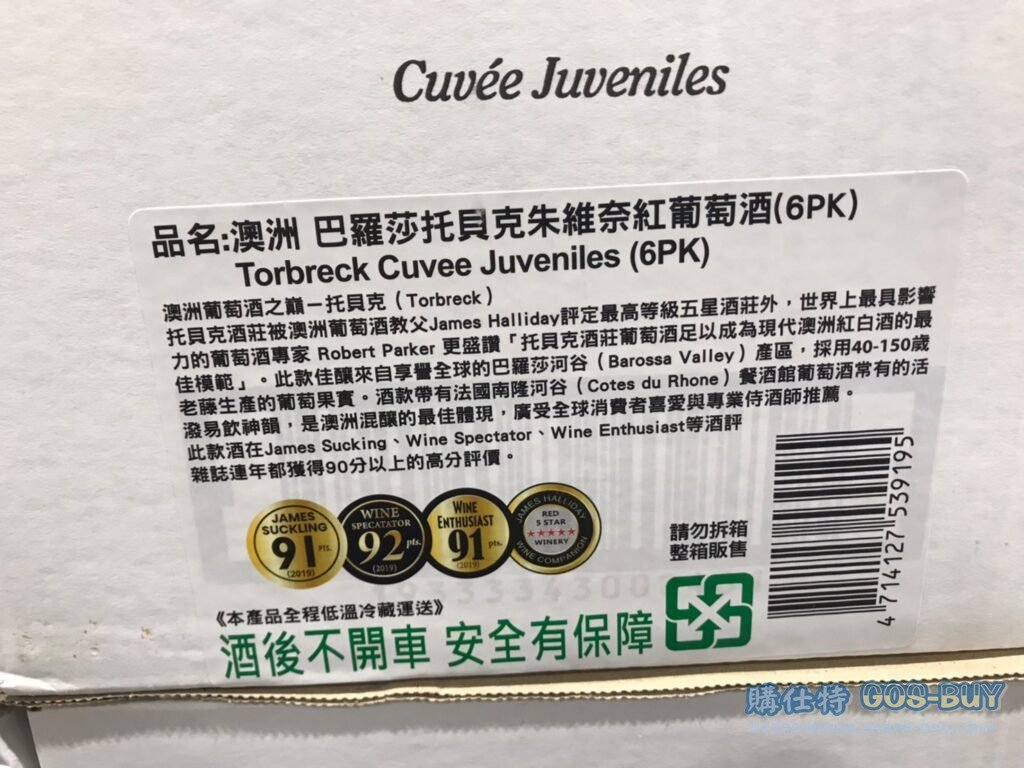 Cuvée Juveniles
品名:澳洲 巴羅莎托貝克朱維奈紅葡萄酒(6PK)
Torbreck Cuvee Juveniles (6PK)
澳洲葡萄酒之巔－托貝克（Torbreck）
托貝克酒莊被澳洲葡萄酒教父James Halliday評定最高等級五星酒莊外，世界上最具影響
力的葡萄酒專家 Robert Parker 更盛讚「托貝克酒莊葡萄酒足以成為現代澳洲紅白酒的最
佳模範」。此款佳釀來自享譽全球的巴羅莎河谷（Barossa Valley）產區，採用40-150歲
老藤生產的葡萄果實。酒款帶有法國南隆河谷（Cotes du Rhone）餐酒館葡萄酒常有的活
潑易飲神韻，是澳洲混釀的最佳體現，廣受全球消費者喜愛與專業侍酒師推薦。
此款酒在James Sucking、Wine Spectator、Wine Enthusiast等酒評
雜誌連年都獲得90分以上的高分評價。
JAMES
SUCKLING
91 PTS.
(2019)
WINE
SPECATATOR
92 pts.
(2019)
WINE
ENTHUSIAST
91 pts.
(2019)
JAMES HALLIDAY
RED
5 STAR
★★★★★
WINERY
WINE COMPANION
請勿拆箱
整箱販售
4 714127 539195
《本產品全程低溫冷藏運送》
酒後不開車 安全有保障
購仕特 GOS-BUY